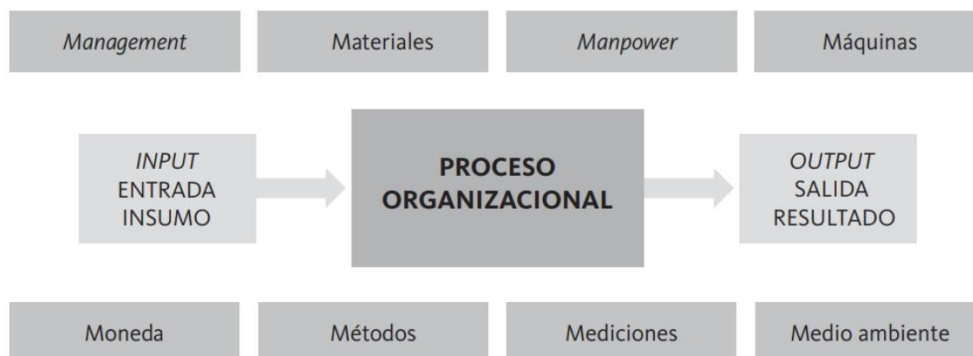 Management
Materiales
Manpower
Máquinas
INPUT
ENTRADA
INSUMO
PROCESO
ORGANIZACIONAL
OUTPUT
SALIDA
RESULTADO
Moneda
Métodos
Mediciones
Medio ambiente